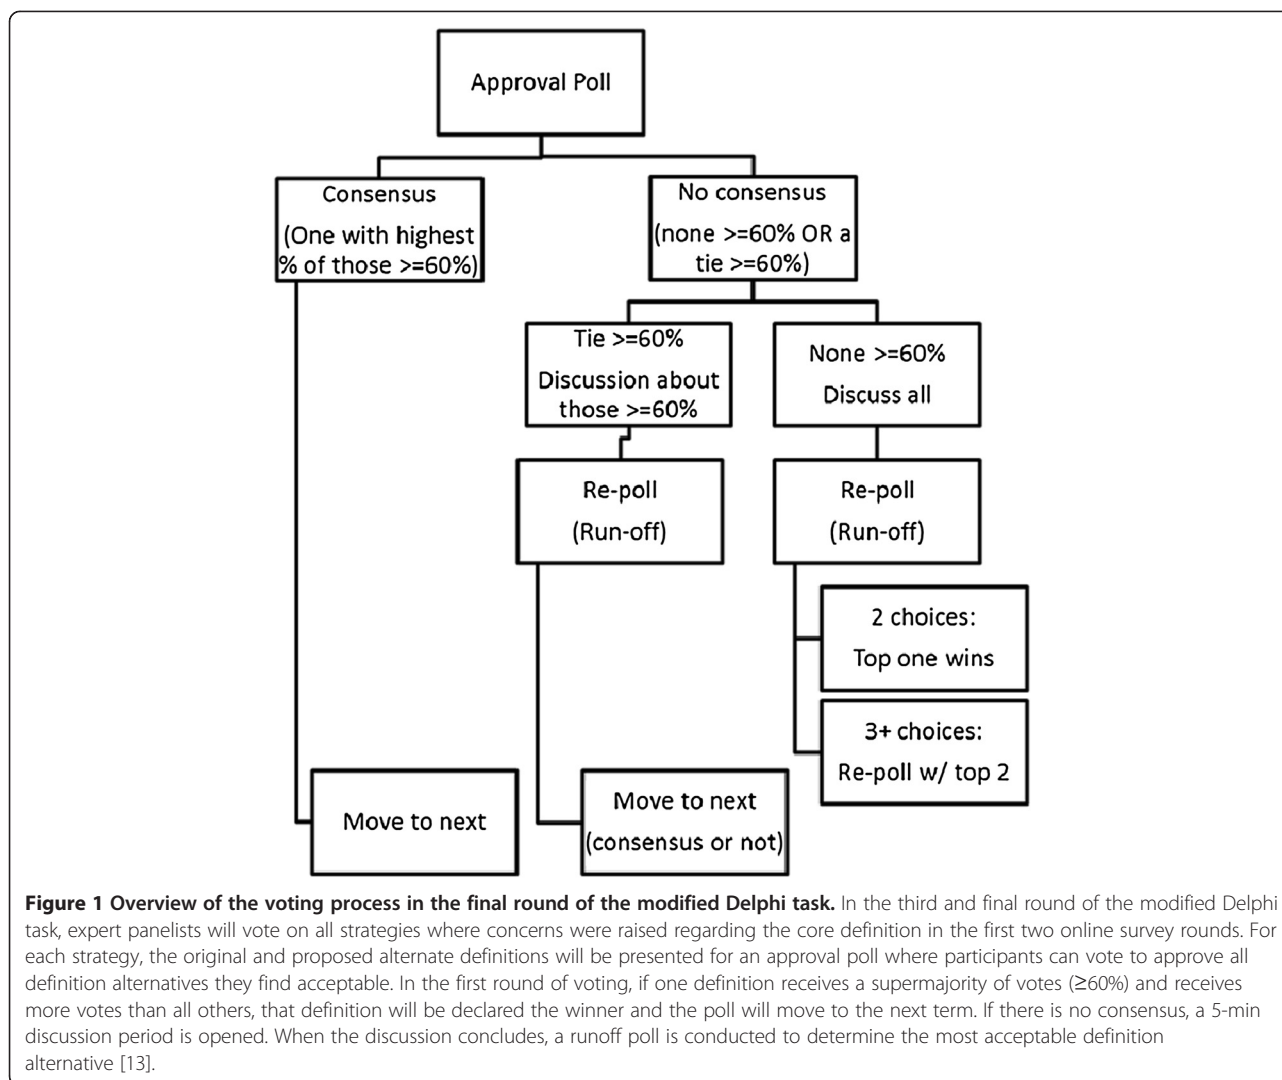 Approval Poll
Consensus
(One with highest
% of those >=60%)
No consensus
(none >=60% OR a
tie >=60%)
Tie >=60%
Discussion about
those >=60%
None >=60%
Discuss all
Re-poll
(Run-off)
Re-poll
(Run-off)
2 choices:
Top one wins
3+ choices:
Re-poll w/ top 2
Move to next
Move to next
(consensus or not)
Figure 1 Overview of the voting process in the final round of the modified Delphi task. In the third and final round of the modified Delphi
task, expert panelists will vote on all strategies where concerns were raised regarding the core definition in the first two online survey rounds. For
each strategy, the original and proposed alternate definitions will be presented for an approval poll where participants can vote to approve all
definition alternatives they find acceptable. In the first round of voting, if one definition receives a supermajority of votes (≥60%) and receives
more votes than all others, that definition will be declared the winner and the poll will move to the next term. If there is no consensus, a 5-min
discussion period is opened. When the discussion concludes, a runoff poll is conducted to determine the most acceptable definition
alternative [13].